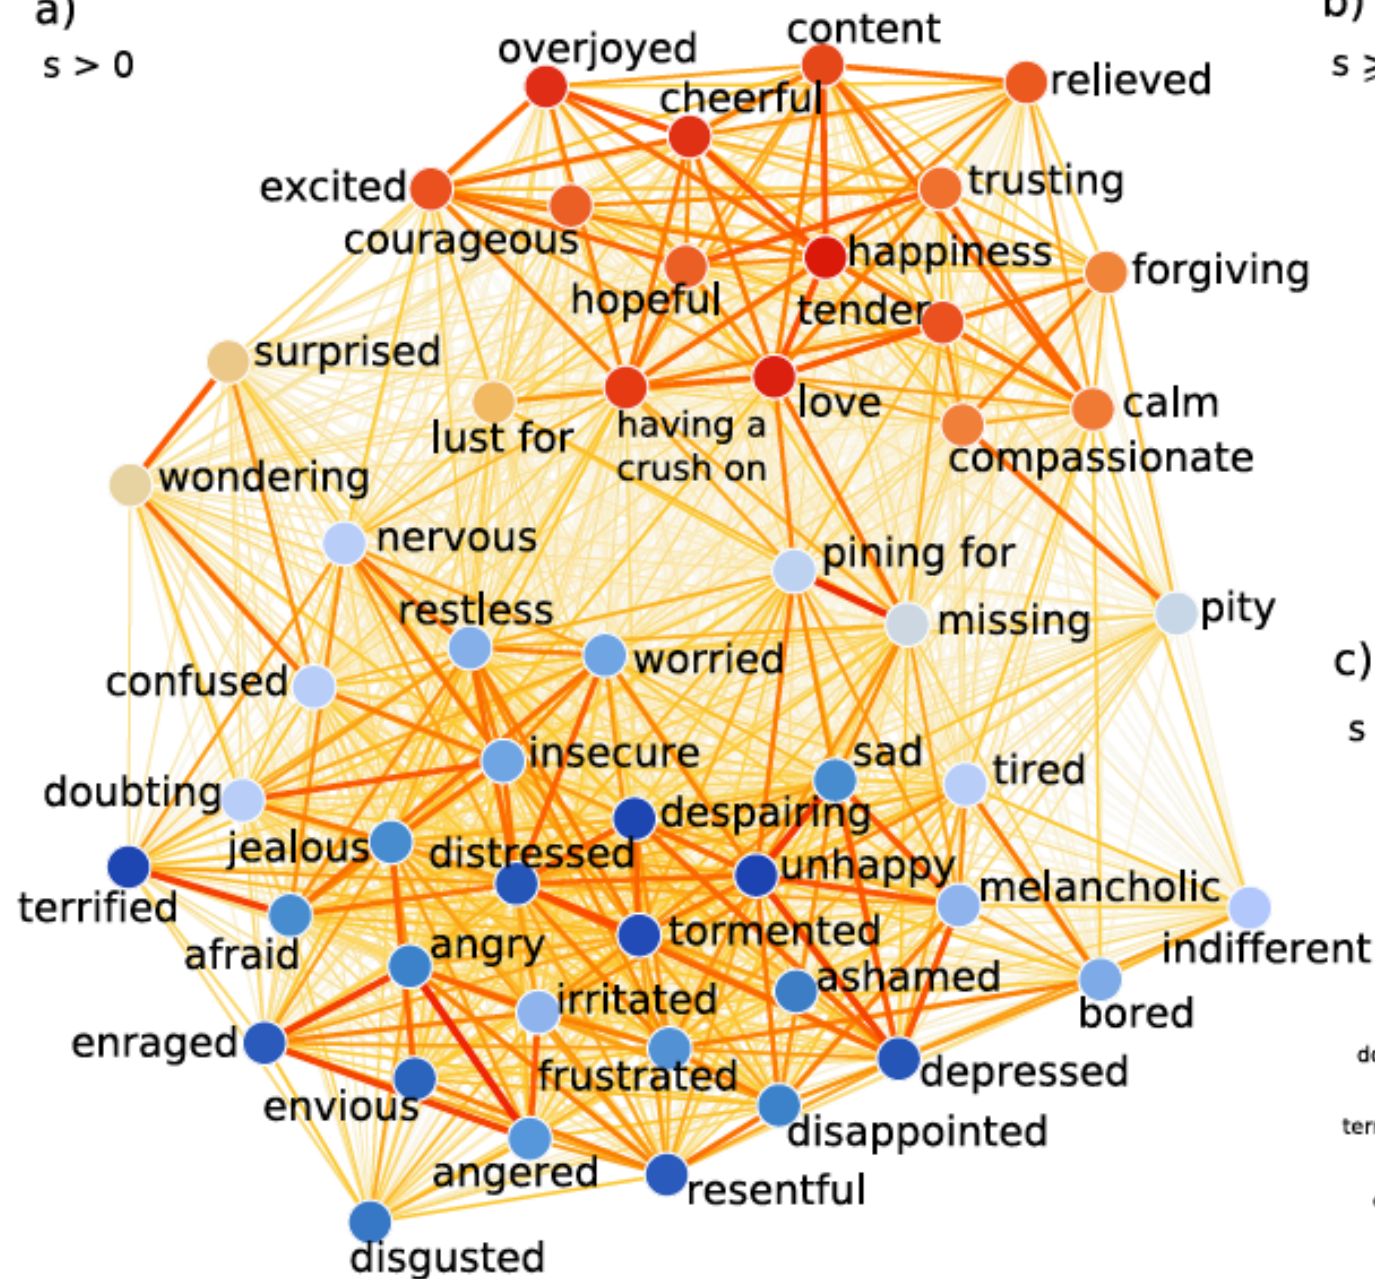 a)
b)
s > 0
s >
overjoyed
content
cheerful
relieved
excited
trusting
courageous
happiness
forgiving
hopeful
tender
surprised
love
calm
lust for
having a
crush on
compassionate
wondering
nervous
pining for
restless
missing
pity
worried
confused
c)
insecure
sad
s
tired
doubting
despairing
jealous
distressed
unhappy
melancholic
terrified
afraid
angry
tormented
indifferent
irritated
ashamed
bored
enraged
frustrated
depressed
envious
disappointed
angered
resentful
disgusted